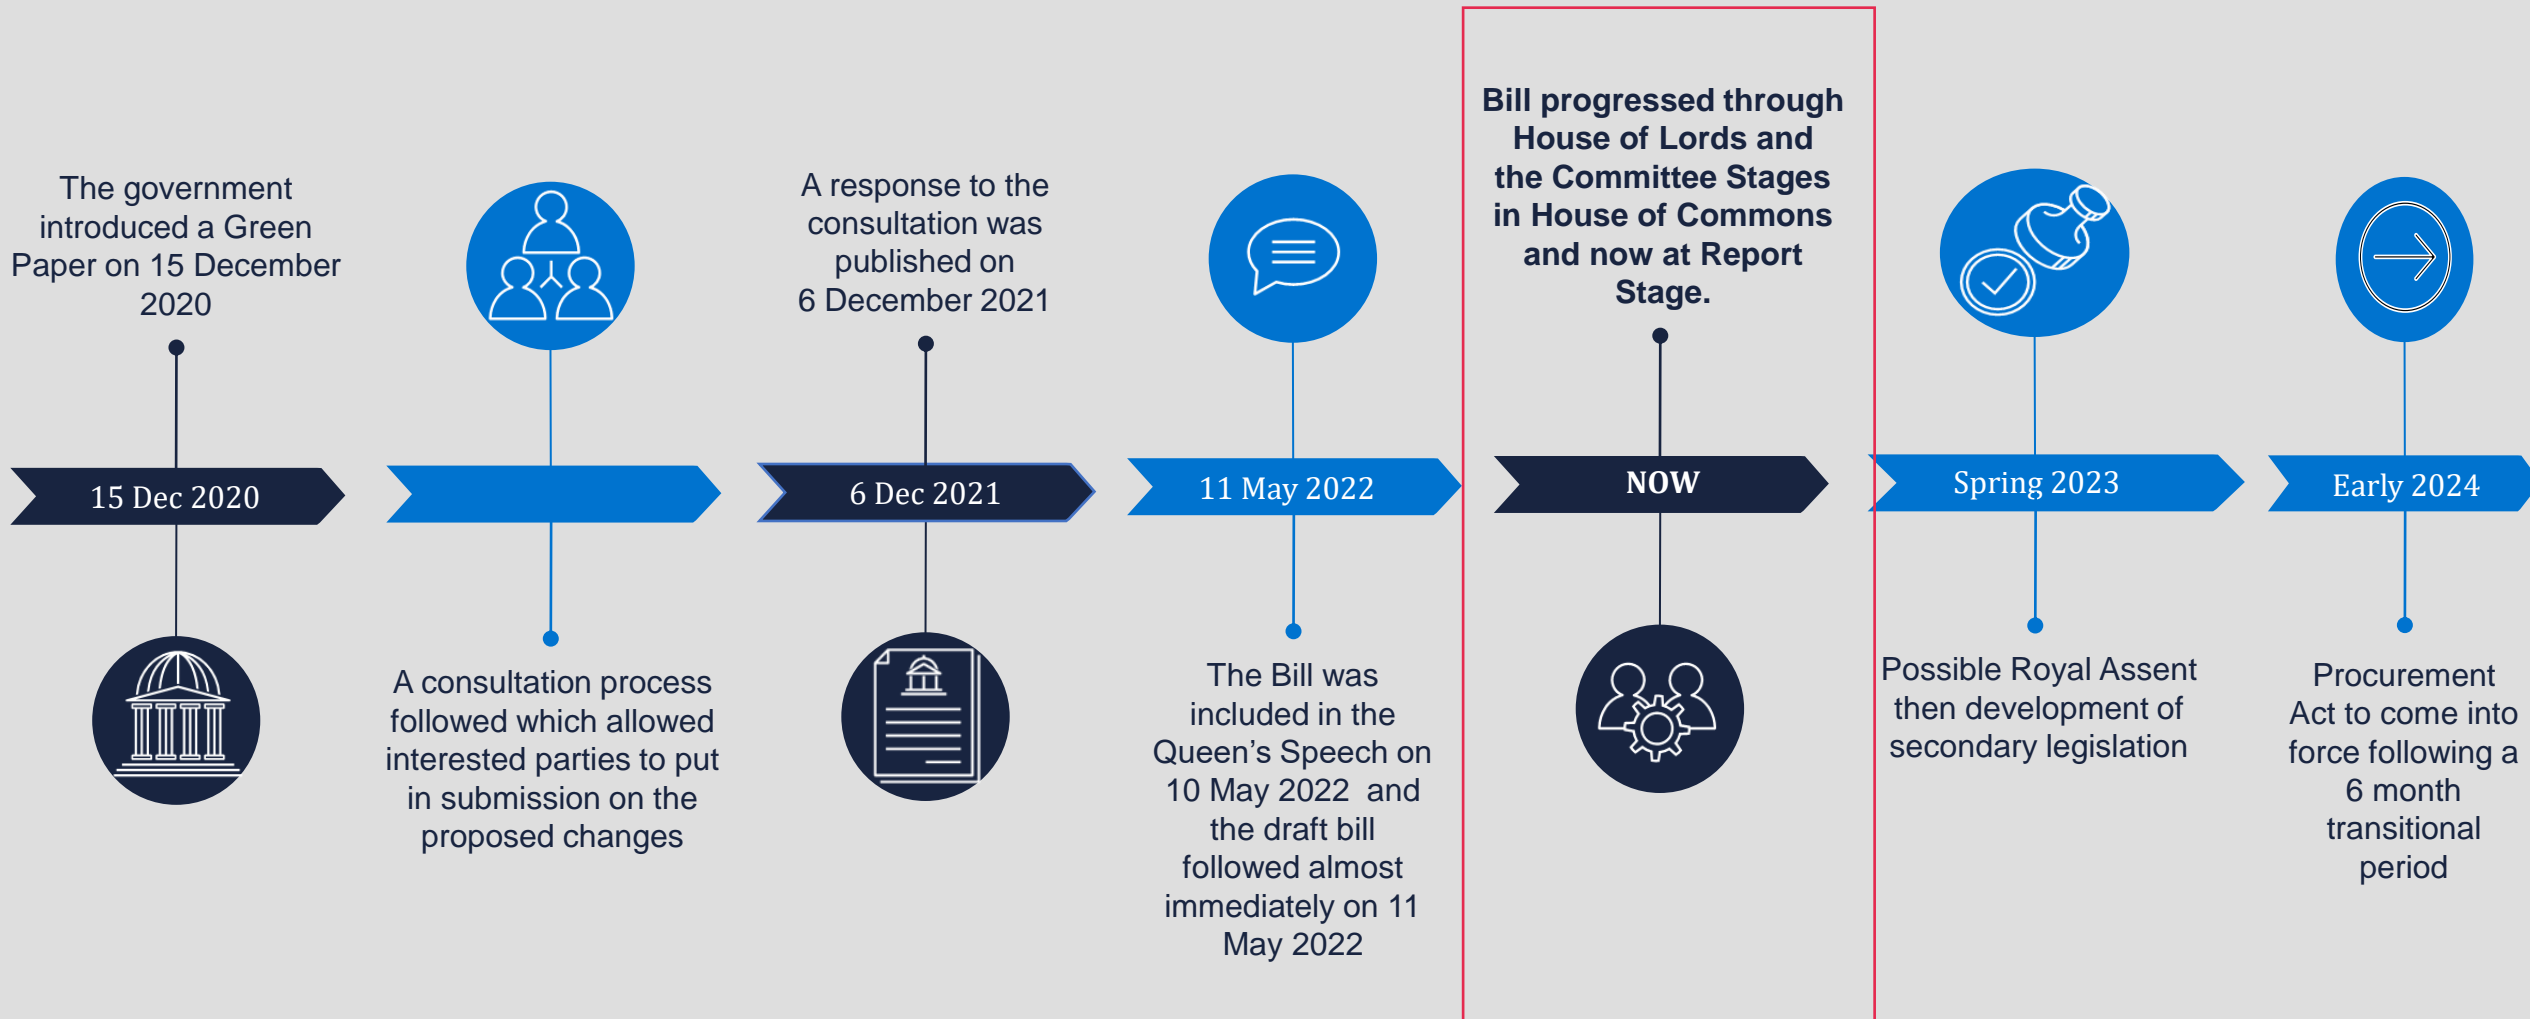 The government
introduced a Green
Paper on 15 December
2020
15 Dec 2020
A consultation process
followed which allowed
interested parties to put
in submission on the
proposed changes
A response to the
consultation was
published on
6 December 2021
6 Dec 2021
11 May 2022
The Bill was
included in the
Queen’s Speech on
10 May 2022 and
the draft bill
followed almost
immediately on 11
May 2022
Bill progressed through
House of Lords and
the Committee Stages
in House of Commons
and now at Report
Stage.
NOW
Spring 2023
Possible Royal Assent
then development of
secondary legislation
Early 2024
Procurement
Act to come into
force following a
6 month
transitional
period